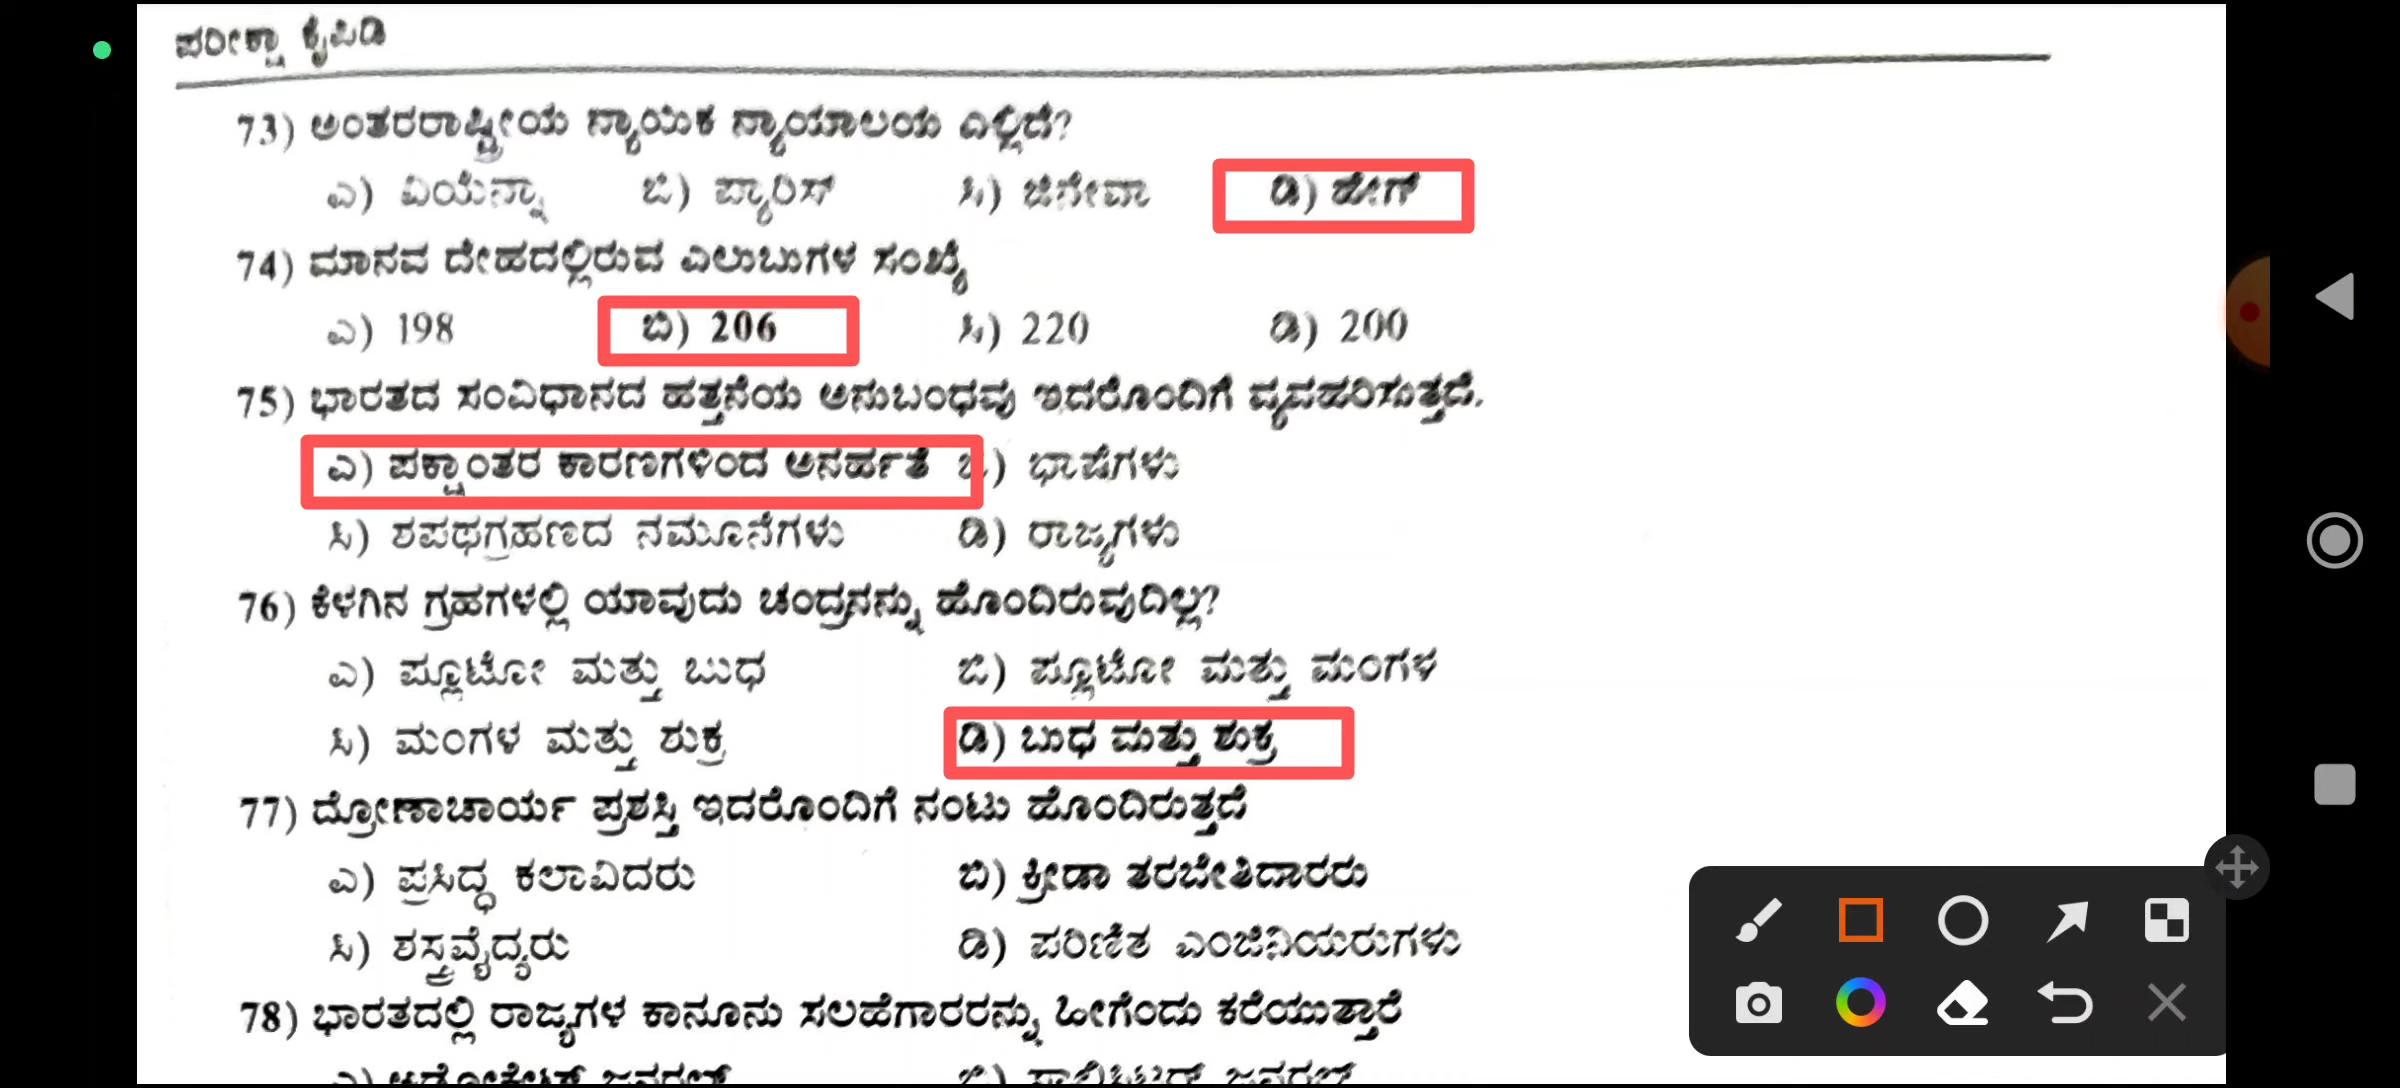 ಪರೀಕ್ಷಾ ಕೈಪಿಡಿ
73) ಅಂತರರಾಷ್ಟ್ರೀಯ ನ್ಯಾಯಿಕ ನ್ಯಾಯಾಲಯ ಎಲ್ಲಿದೆ?
ಎ) ವಿಯೆನ್ನಾ ಬಿ) ಪ್ಯಾರಿಸ್ ಸಿ) ಜಿನೇವಾ ಡಿ) ಹೇಗ್
74) ಮಾನವ ದೇಹದಲ್ಲಿರುವ ಎಲುಬುಗಳ ಸಂಖ್ಯೆ
ಎ) 198 ಬಿ) 206 ಸಿ) 220 ಡಿ) 200
75) ಭಾರತದ ಸಂವಿಧಾನದ ಹತ್ತನೆಯ ಅನುಬಂಧವು ಇದರೊಂದಿಗೆ ವ್ಯವಹರಿಸುತ್ತದೆ.
ಎ) ಪಕ್ಷಾಂತರ ಕಾರಣಗಳಿಂದ ಅನರ್ಹತೆ ಬಿ) ಭಾಷೆಗಳು
ಸಿ) ಶಪಥಗ್ರಹಣದ ನಮೂನೆಗಳು ಡಿ) ರಾಜ್ಯಗಳು
76) ಕೆಳಗಿನ ಗ್ರಹಗಳಲ್ಲಿ ಯಾವುದು ಚಂದ್ರನನ್ನು ಹೊಂದಿರುವುದಿಲ್ಲ?
ಎ) ಪ್ಲೂಟೋ ಮತ್ತು ಬುಧ ಬಿ) ಪ್ಲೂಟೋ ಮತ್ತು ಮಂಗಳ
ಸಿ) ಮಂಗಳ ಮತ್ತು ಶುಕ್ರ ಡಿ) ಬುಧ ಮತ್ತು ಶುಕ್ರ
77) ದ್ರೋಣಾಚಾರ್ಯ ಪ್ರಶಸ್ತಿ ಇದರೊಂದಿಗೆ ನಂಟು ಹೊಂದಿರುತ್ತದೆ
ಎ) ಪ್ರಸಿದ್ಧ ಕಲಾವಿದರು ಬಿ) ಕ್ರೀಡಾ ತರಬೇತಿದಾರರು
ಸಿ) ಶಸ್ತ್ರವೈದ್ಯರು ಡಿ) ಪರಿಣಿತ ಎಂಜಿನಿಯರುಗಳು
78) ಭಾರತದಲ್ಲಿ ರಾಜ್ಯಗಳ ಕಾನೂನು ಸಲಹೆಗಾರರನ್ನು ಹೀಗೆಂದು ಕರೆಯುತ್ತಾರೆ